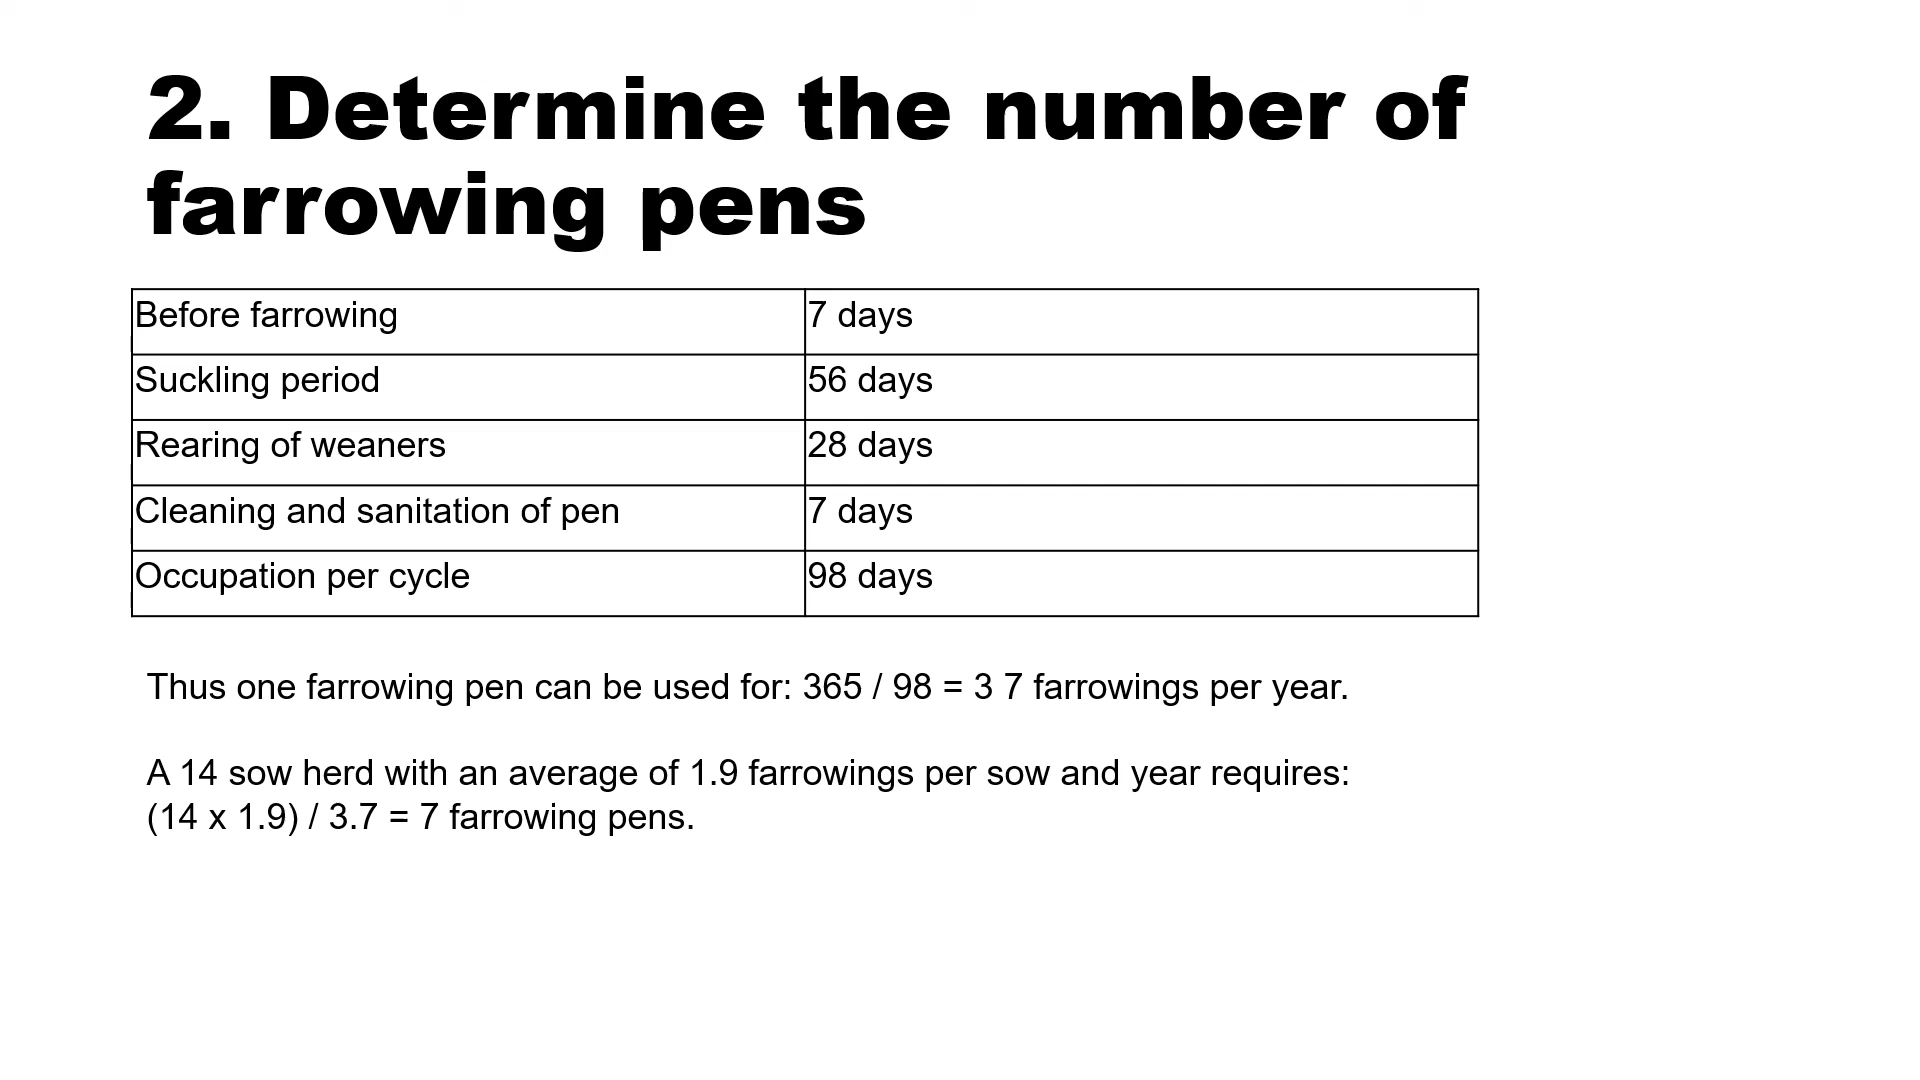 2. Determine the number of
farrowing pens
Before farrowing 7 days
Suckling period 56 days
Rearing of weaners 28 days
Cleaning and sanitation of pen 7 days
Occupation per cycle 98 days
Thus one farrowing pen can be used for: 365 / 98 = 3 7 farrowings per year.
A 14 sow herd with an average of 1.9 farrowings per sow and year requires:
(14 x 1.9) / 3.7 = 7 farrowing pens.